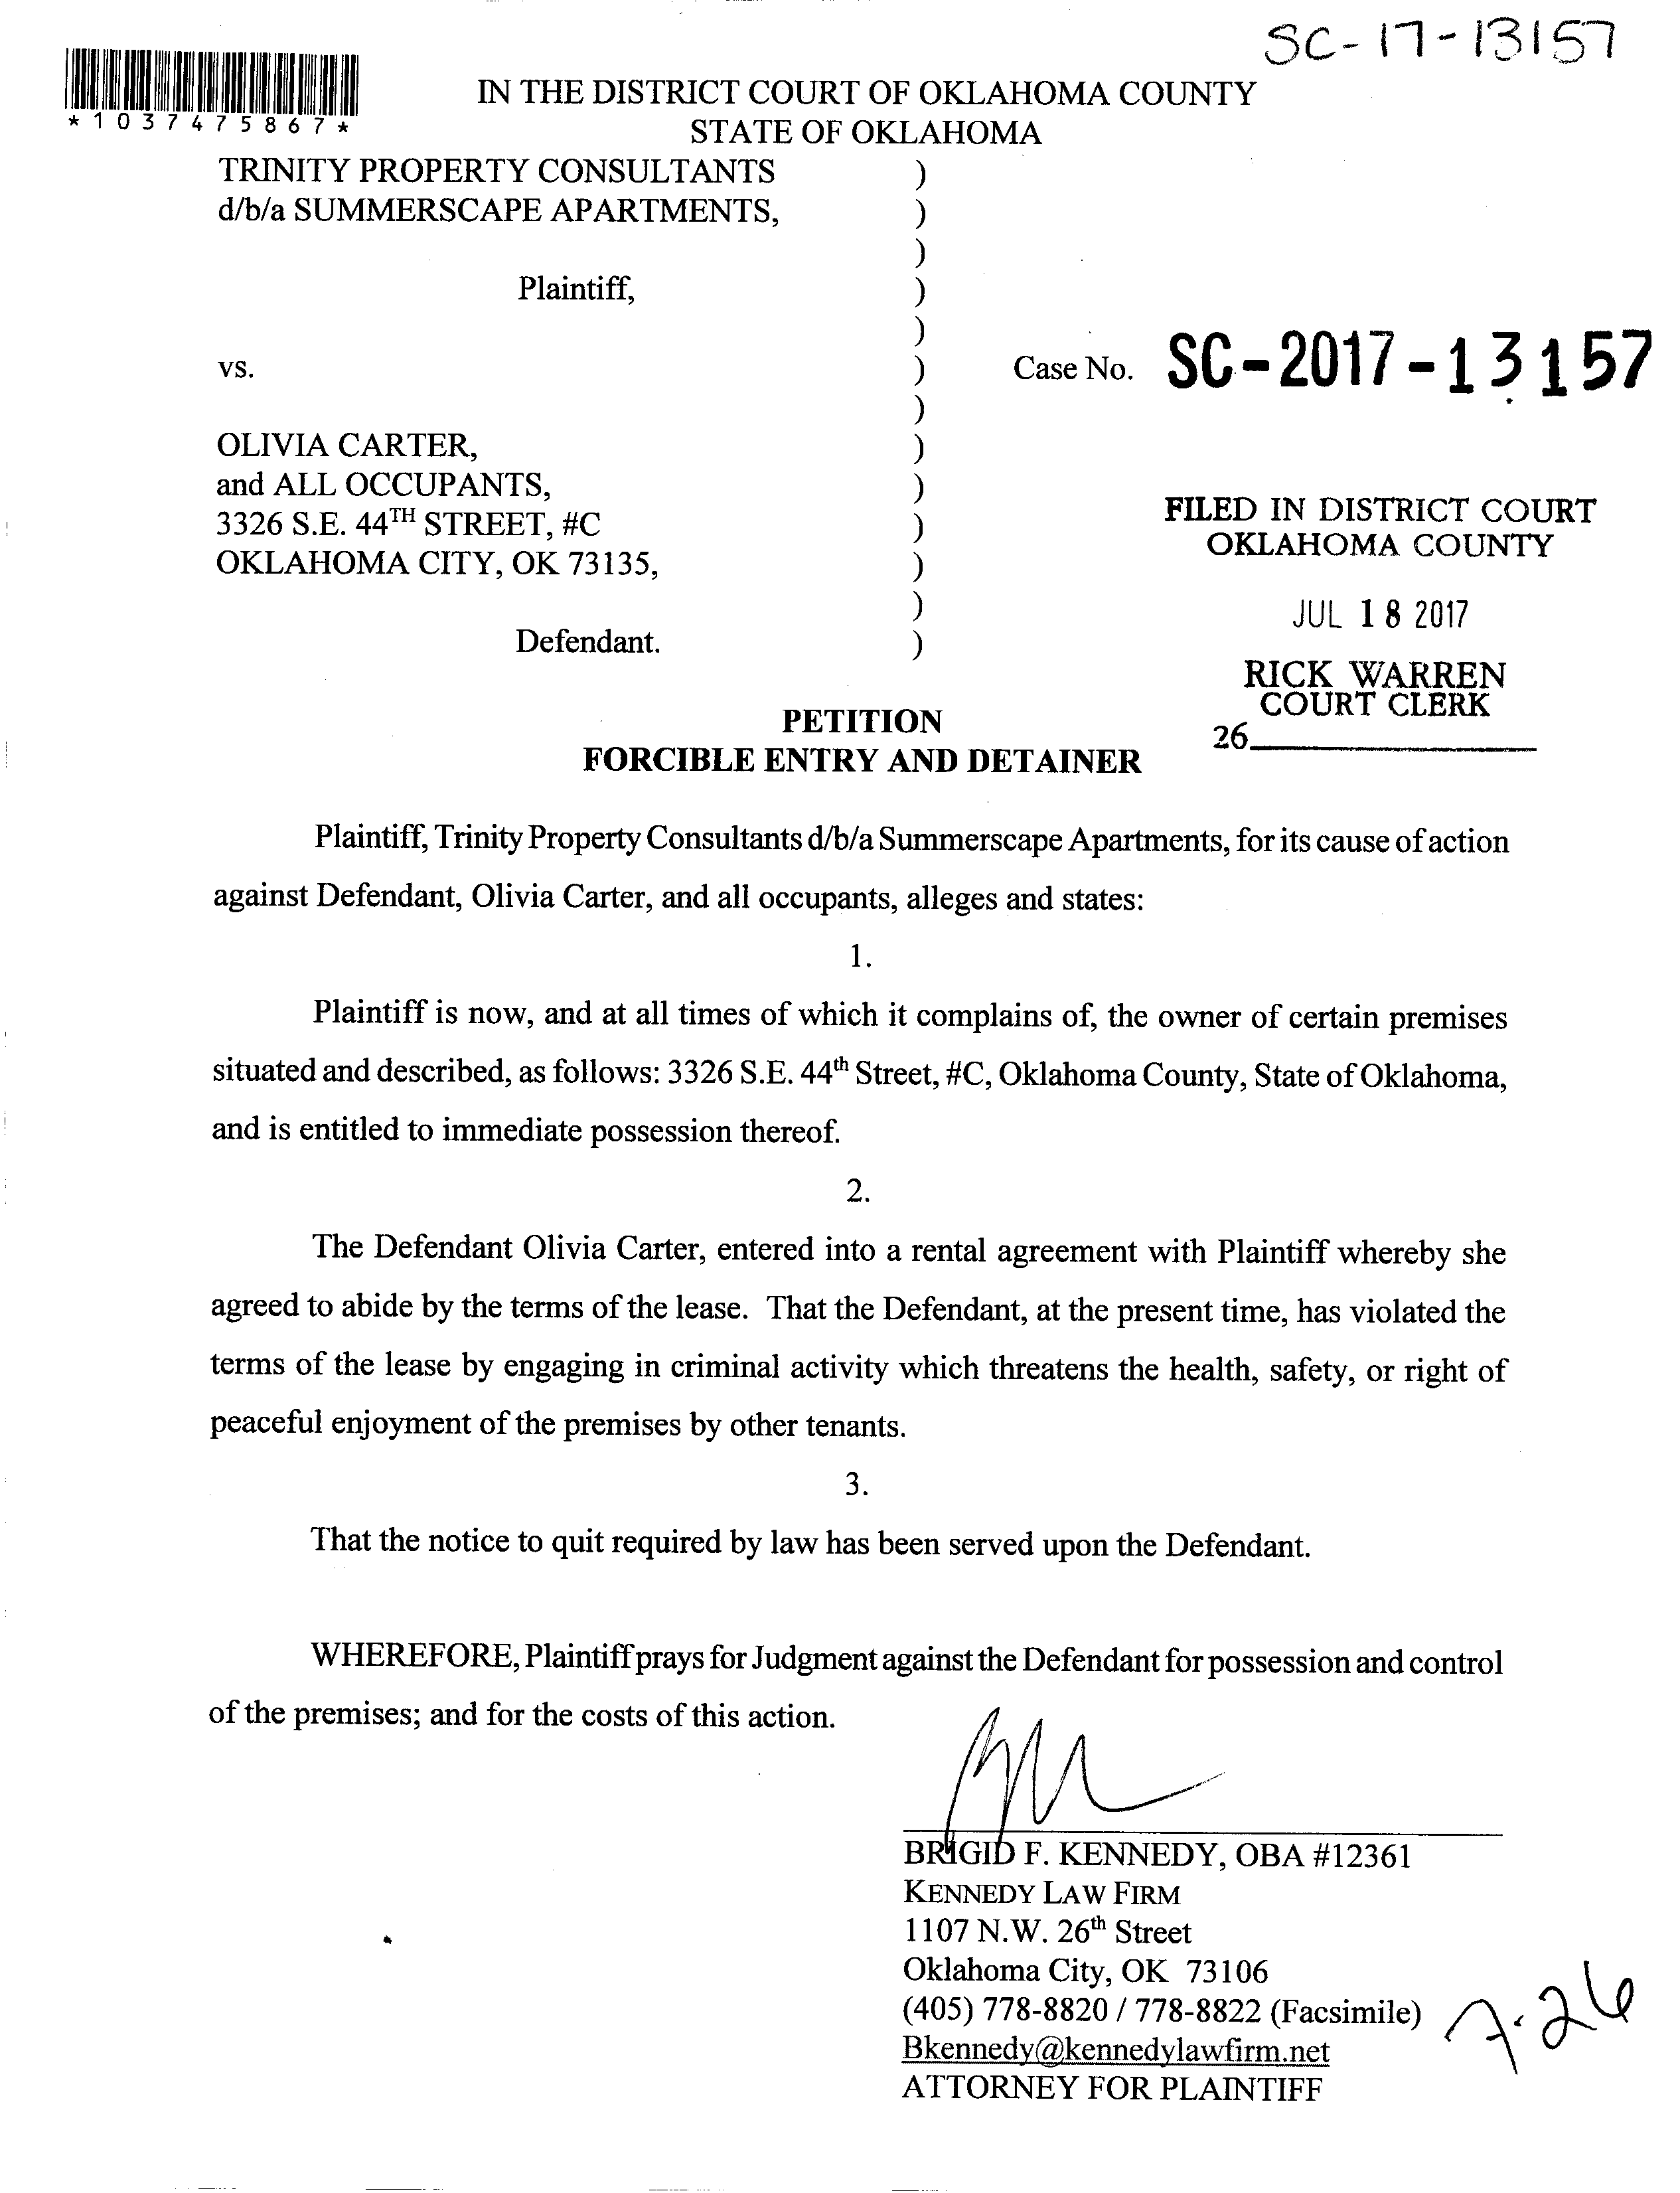 SC-17-13157
*1037475867*
IN THE DISTRICT COURT OF OKLAHOMA COUNTY
STATE OF OKLAHOMA
TRINITY PROPERTY CONSULTANTS )
d/b/a SUMMERSCAPE APARTMENTS, )
)
Plaintiff, )
)
vs. ) Case No. SC-2017-13157
)
OLIVIA CARTER, )
and ALL OCCUPANTS, )
3326 S.E. 44TH STREET, #C )
OKLAHOMA CITY, OK 73135, )
)
Defendant. )
FILED IN DISTRICT COURT
OKLAHOMA COUNTY
JUL 18 2017
RICK WARREN
COURT CLERK
26
PETITION
FORCIBLE ENTRY AND DETAINER
Plaintiff, Trinity Property Consultants d/b/a Summerscape Apartments, for its cause of action
against Defendant, Olivia Carter, and all occupants, alleges and states:
1.
Plaintiff is now, and at all times of which it complains of, the owner of certain premises
situated and described, as follows: 3326 S.E. 44th Street, #C, Oklahoma County, State of Oklahoma,
and is entitled to immediate possession thereof.
2.
The Defendant Olivia Carter, entered into a rental agreement with Plaintiff whereby she
agreed to abide by the terms of the lease. That the Defendant, at the present time, has violated the
terms of the lease by engaging in criminal activity which threatens the health, safety, or right of
peaceful enjoyment of the premises by other tenants.
3.
That the notice to quit required by law has been served upon the Defendant.
WHEREFORE, Plaintiff prays for Judgment against the Defendant for possession and control
of the premises; and for the costs of this action.
BRIGID F. KENNEDY, OBA #12361
KENNEDY LAW FIRM
1107 N.W. 26th Street
Oklahoma City, OK 73106
(405) 778-8820 / 778-8822 (Facsimile)
Bkennedy@kennedylawfirm.net
ATTORNEY FOR PLAINTIFF
7-26